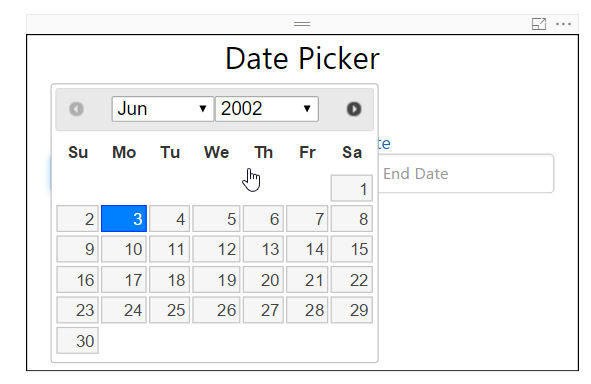 Date Picker
Jun 2002
Su Mo Tu We Th Fr Sa
te
End Date
1
2 3 4 5 6 7 8
9 10 11 12 13 14 15
16 17 18 19 20 21 22
23 24 25 26 27 28 29
30